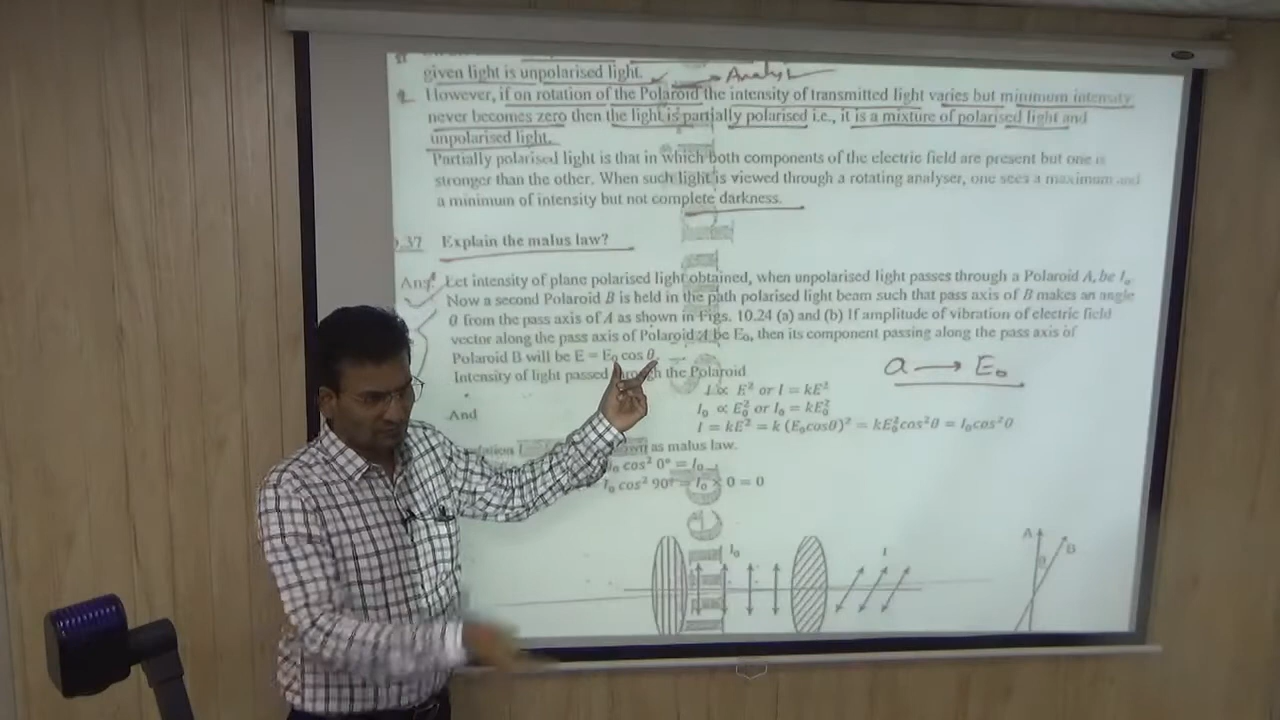 given light is unpolarised light. Analy
However, if on rotation of the Polaroid the intensity of transmitted light varies but minimum intensity
never becomes zero then the light is partially polarised i.e., it is a mixture of polarised light and
unpolarised light.
Partially polarised light is that in which both components of the electric field are present but one is
stronger than the other. When such light is viewed through a rotating analyser, one sees a maximum and
a minimum of intensity but not complete darkness.
.37 Explain the malus law?
Ans. Let intensity of plane polarised light obtained, when unpolarised light passes through a Polaroid A, be I₀
Now a second Polaroid B is held in the path polarised light beam such that pass axis of B makes an angle
θ from the pass axis of A as shown in Figs. 10.24 (a) and (b) If amplitude of vibration of electric field
vector along the pass axis of Polaroid A be E₀, then its component passing along the pass axis of
Polaroid B will be E = E₀ cos θ.
a → E₀
Intensity of light passed through the Polaroid
I ∝ E² or I = kE²
I₀ ∝ E₀² or I₀ = kE₀²
And
I = kE² = k (E₀cosθ)² = kE₀²cos²θ = I₀cos²θ
as malus law.
cos² 0° = I₀
I₀ cos² 90° = I₀ × 0 = 0
I₀
I
A
B
θ